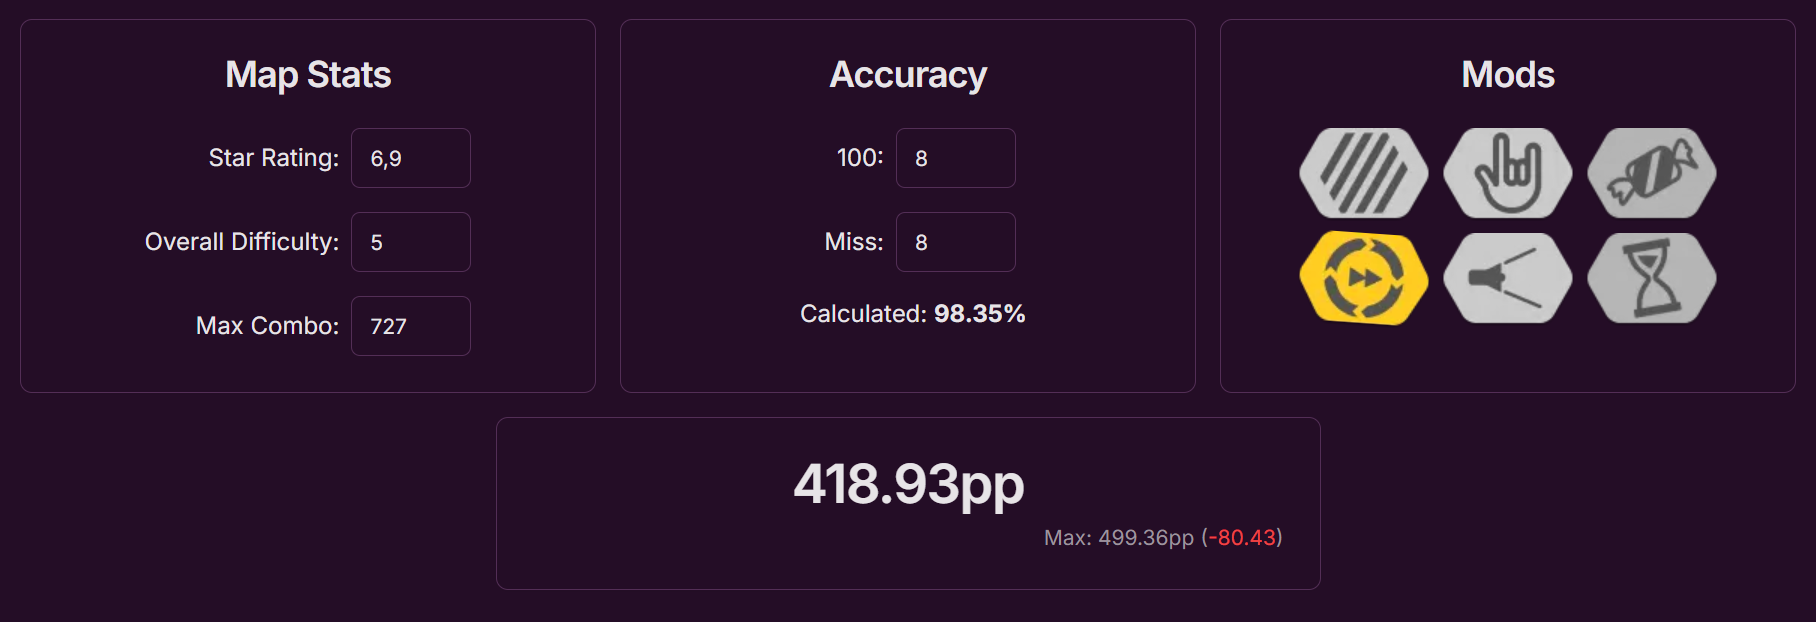 Map Stats
Star Rating: 6,9
Overall Difficulty: 5
Max Combo: 727
Accuracy
100: 8
Miss: 8
Calculated: 98.35%
Mods
418.93pp
Max: 499.36pp (-80.43)